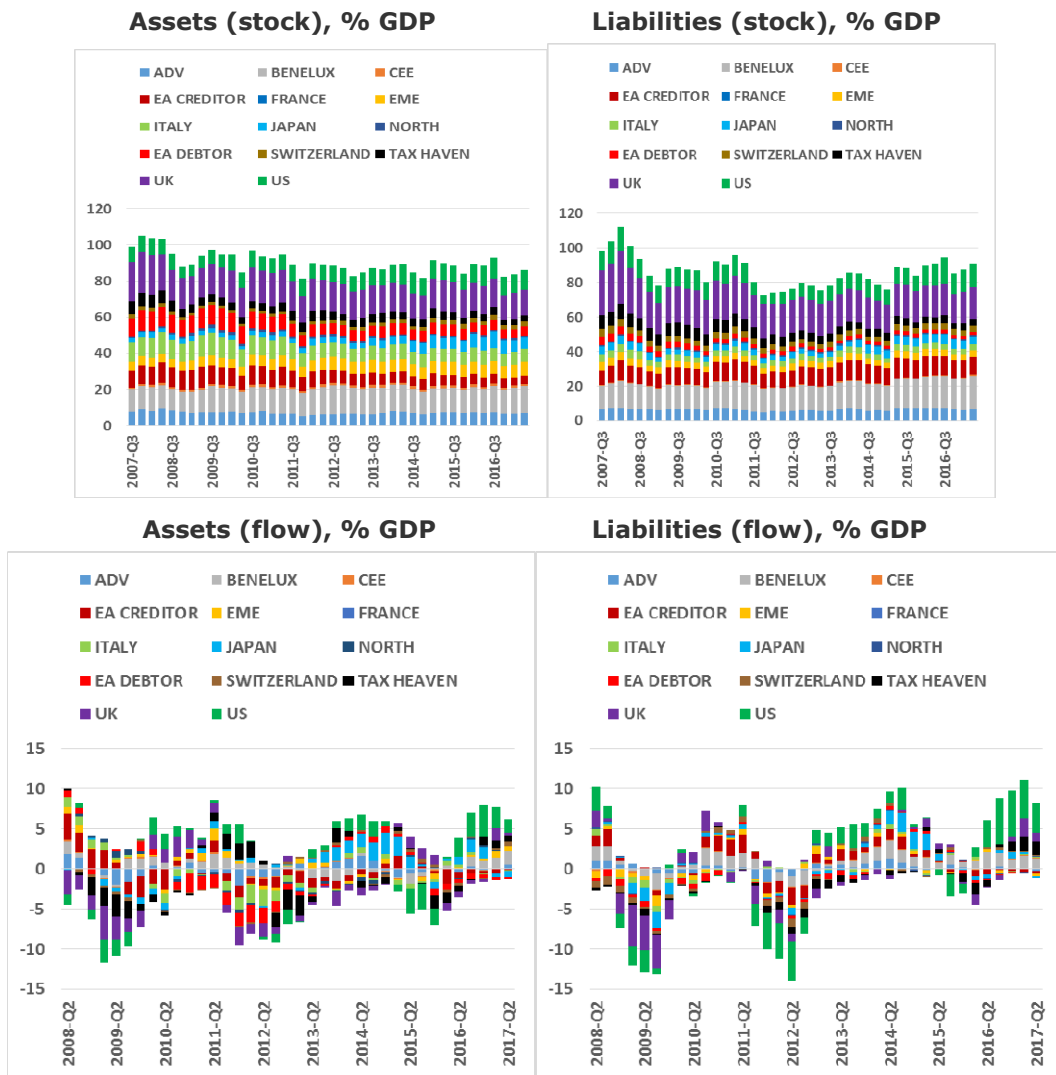 Assets (stock), % GDP
ADV BENELUX CEE
EA CREDITOR FRANCE EME
ITALY JAPAN NORTH
EA DEBTOR SWITZERLAND TAX HAVEN
UK US
120
100
80
60
40
20
0
2007-Q3 2008-Q3 2009-Q3 2010-Q3 2011-Q3 2012-Q3 2013-Q3 2014-Q3 2015-Q3 2016-Q3
Liabilities (stock), % GDP
ADV BENELUX CEE
EA CREDITOR FRANCE EME
ITALY JAPAN NORTH
EA DEBTOR SWITZERLAND TAX HAVEN
UK US
120
100
80
60
40
20
0
2007-Q3 2008-Q3 2009-Q3 2010-Q3 2011-Q3 2012-Q3 2013-Q3 2014-Q3 2015-Q3 2016-Q3
Assets (flow), % GDP
ADV BENELUX CEE
EA CREDITOR EME FRANCE
ITALY JAPAN NORTH
EA DEBTOR SWITZERLAND TAX HEAVEN
UK US
15
10
5
0
-5
-10
-15
2008-Q2 2009-Q2 2010-Q2 2011-Q2 2012-Q2 2013-Q2 2014-Q2 2015-Q2 2016-Q2 2017-Q2
Liabilities (flow), % GDP
ADV BENELUX CEE
EA CREDITOR EME FRANCE
ITALY JAPAN NORTH
EA DEBTOR SWITZERLAND TAX HEAVEN
UK US
15
10
5
0
-5
-10
-15
2008-Q2 2009-Q2 2010-Q2 2011-Q2 2012-Q2 2013-Q2 2014-Q2 2015-Q2 2016-Q2 2017-Q2